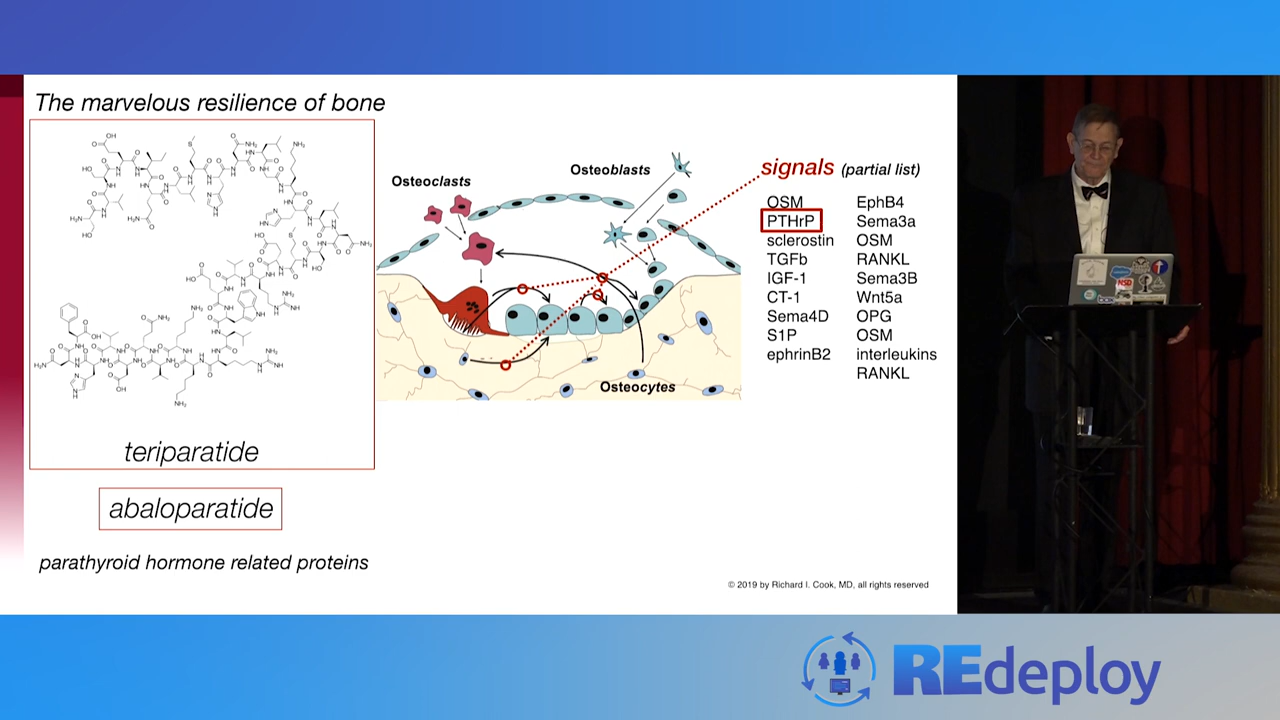 The marvelous resilience of bone
teriparatide
abaloparatide
parathyroid hormone related proteins
Osteoclasts
Osteoblasts
Osteocytes
signals (partial list)
OSM
PTHrP
sclerostin
TGFb
IGF-1
CT-1
Sema4D
S1P
ephrinB2
EphB4
Sema3a
OSM
RANKL
Sema3B
Wnt5a
OPG
OSM
interleukins
RANKL
© 2019 by Richard I. Cook, MD, all rights reserved
REdeploy